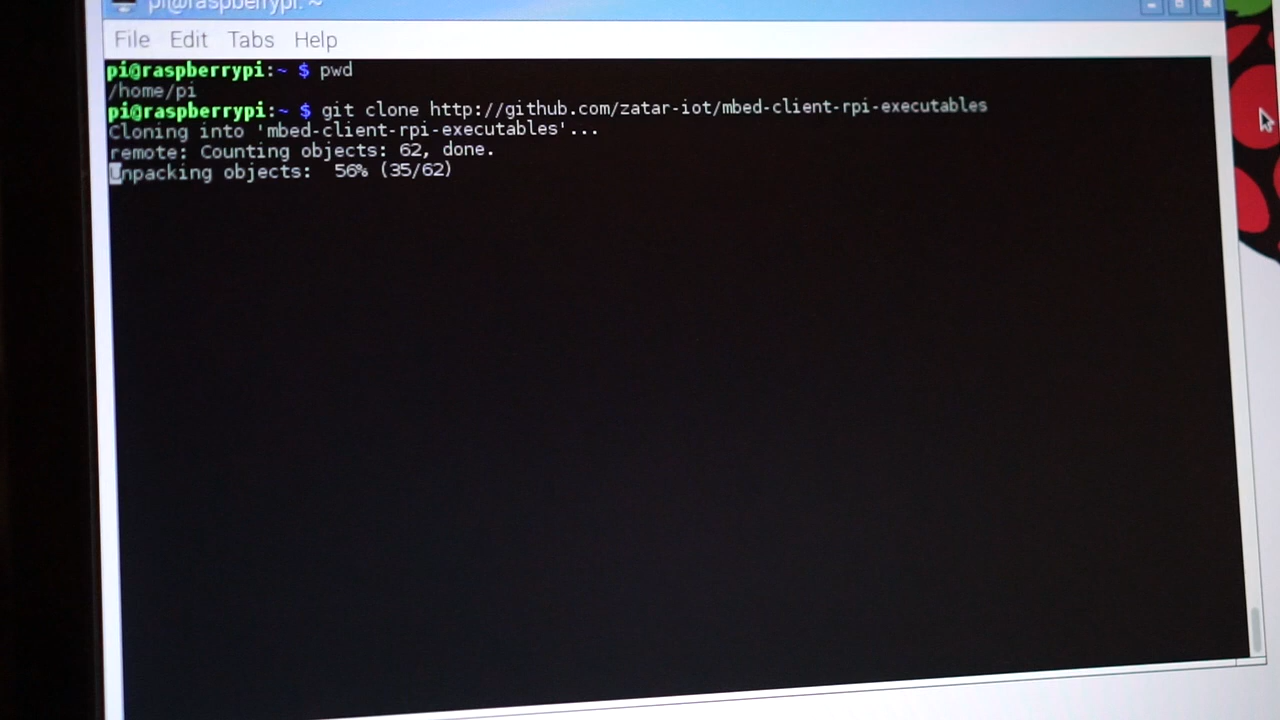 pi@raspberrypi: ~
File Edit Tabs Help
pi@raspberrypi:~ $ pwd
/home/pi
pi@raspberrypi:~ $ git clone http://github.com/zatar-iot/mbed-client-rpi-executables
Cloning into 'mbed-client-rpi-executables'...
remote: Counting objects: 62, done.
Unpacking objects:  56% (35/62)